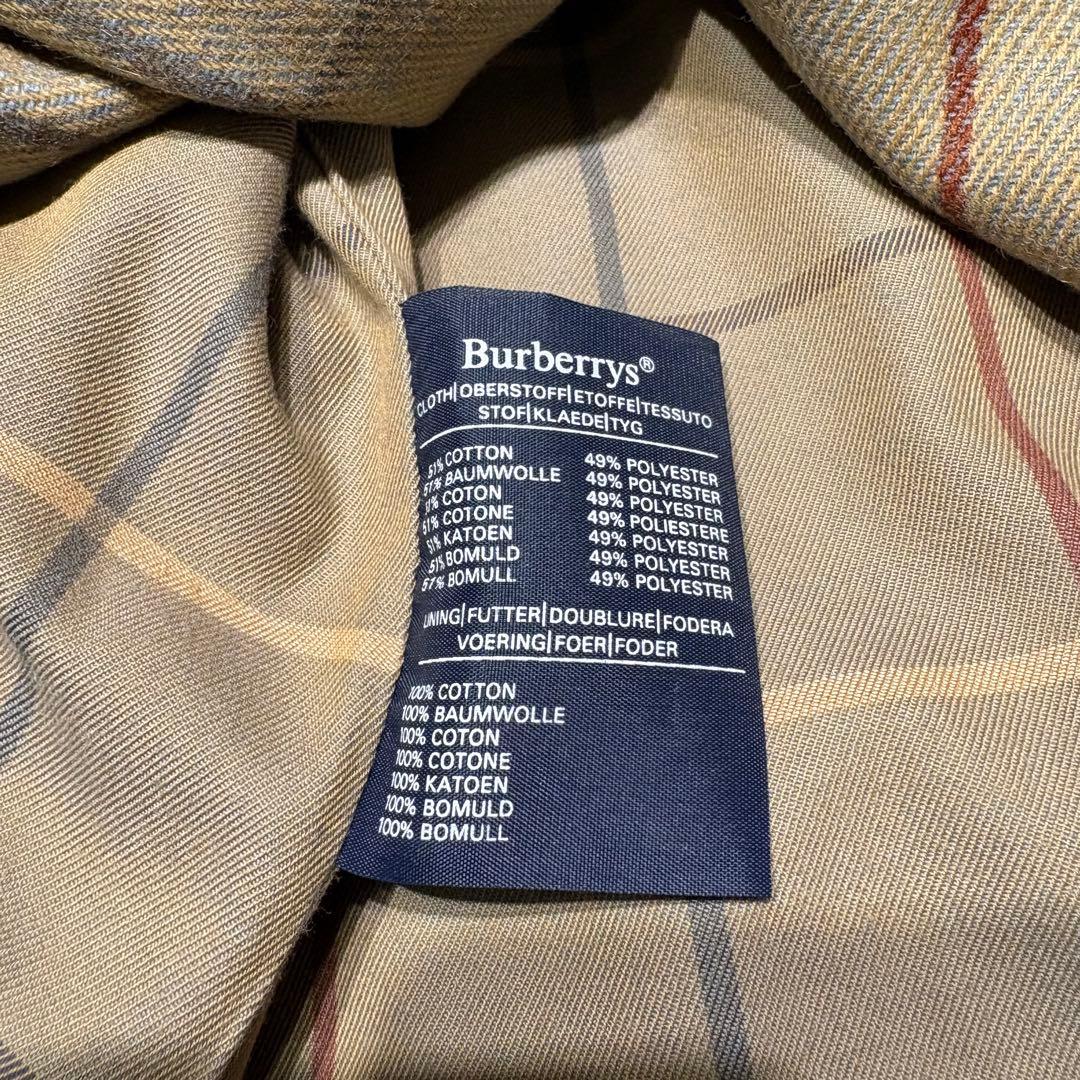 Burberrys®
CLOTH|OBERSTOFF|ETOFFE|TESSUTO
STOF|KLAEDE|TYG
51% COTTON 49% POLYESTER
51% BAUMWOLLE 49% POLYESTER
51% COTON 49% POLYESTER
51% COTONE 49% POLIESTERE
51% KATOEN 49% POLYESTER
51% BOMULD 49% POLYESTER
51% BOMULL 49% POLYESTER
LINING|FUTTER|DOUBLURE|FODERA
VOERING|FOER|FODER
100% COTTON
100% BAUMWOLLE
100% COTON
100% COTONE
100% KATOEN
100% BOMULD
100% BOMULL